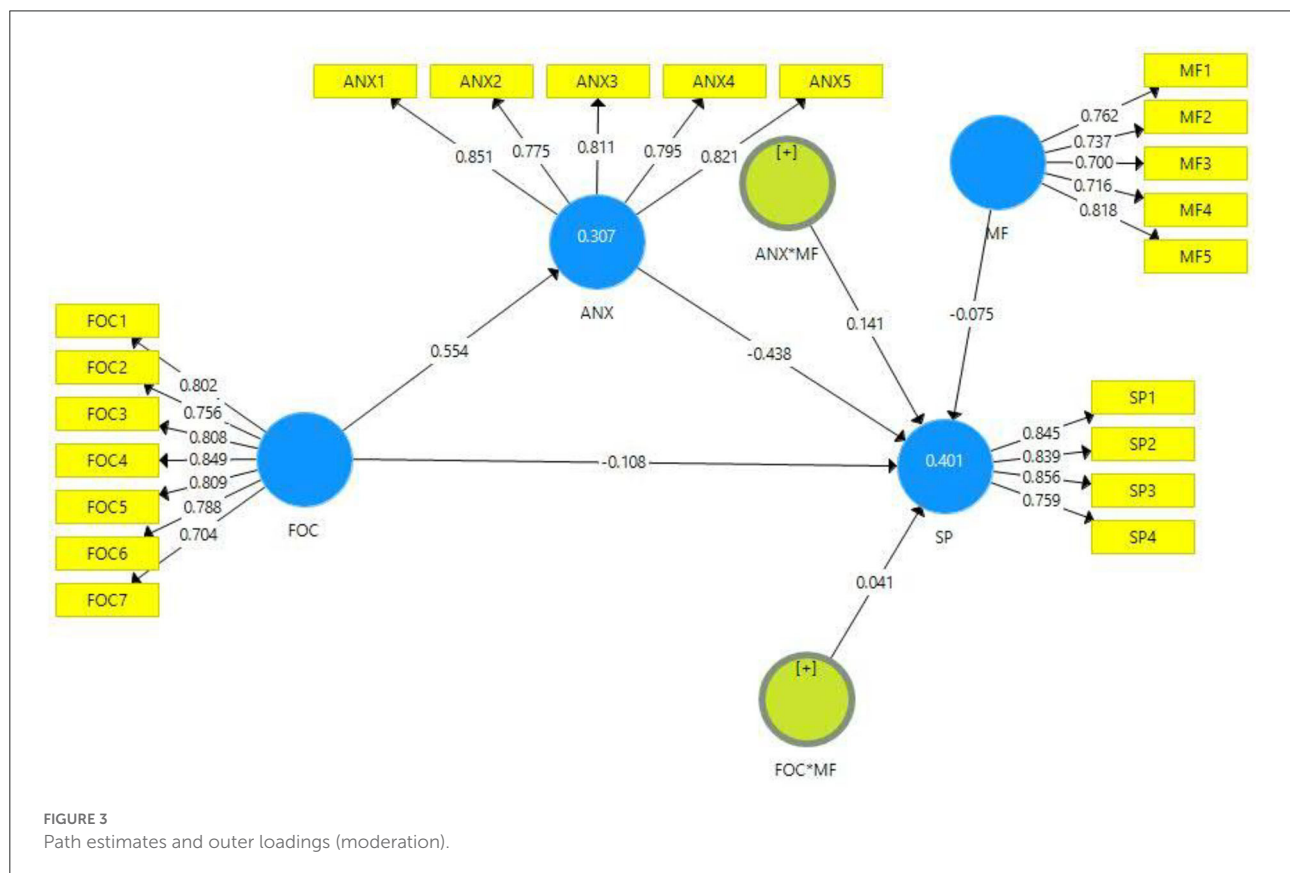 ANX1 ANX2 ANX3 ANX4 ANX5
0.851 0.775 0.811 0.795 0.821
0.307
ANX
[+]
ANX*MF
MF
MF1
MF2
MF3
MF4
MF5
0.762
0.737
0.700
0.716
0.818
FOC1
FOC2
FOC3
FOC4
FOC5
FOC6
FOC7
0.802
0.756
0.808
0.849
0.809
0.788
0.704
FOC
0.554
-0.438
0.141
-0.075
-0.108
0.401
SP
0.845
0.839
0.856
0.759
SP1
SP2
SP3
SP4
0.041
[+]
FOC*MF
FIGURE 3
Path estimates and outer loadings (moderation).